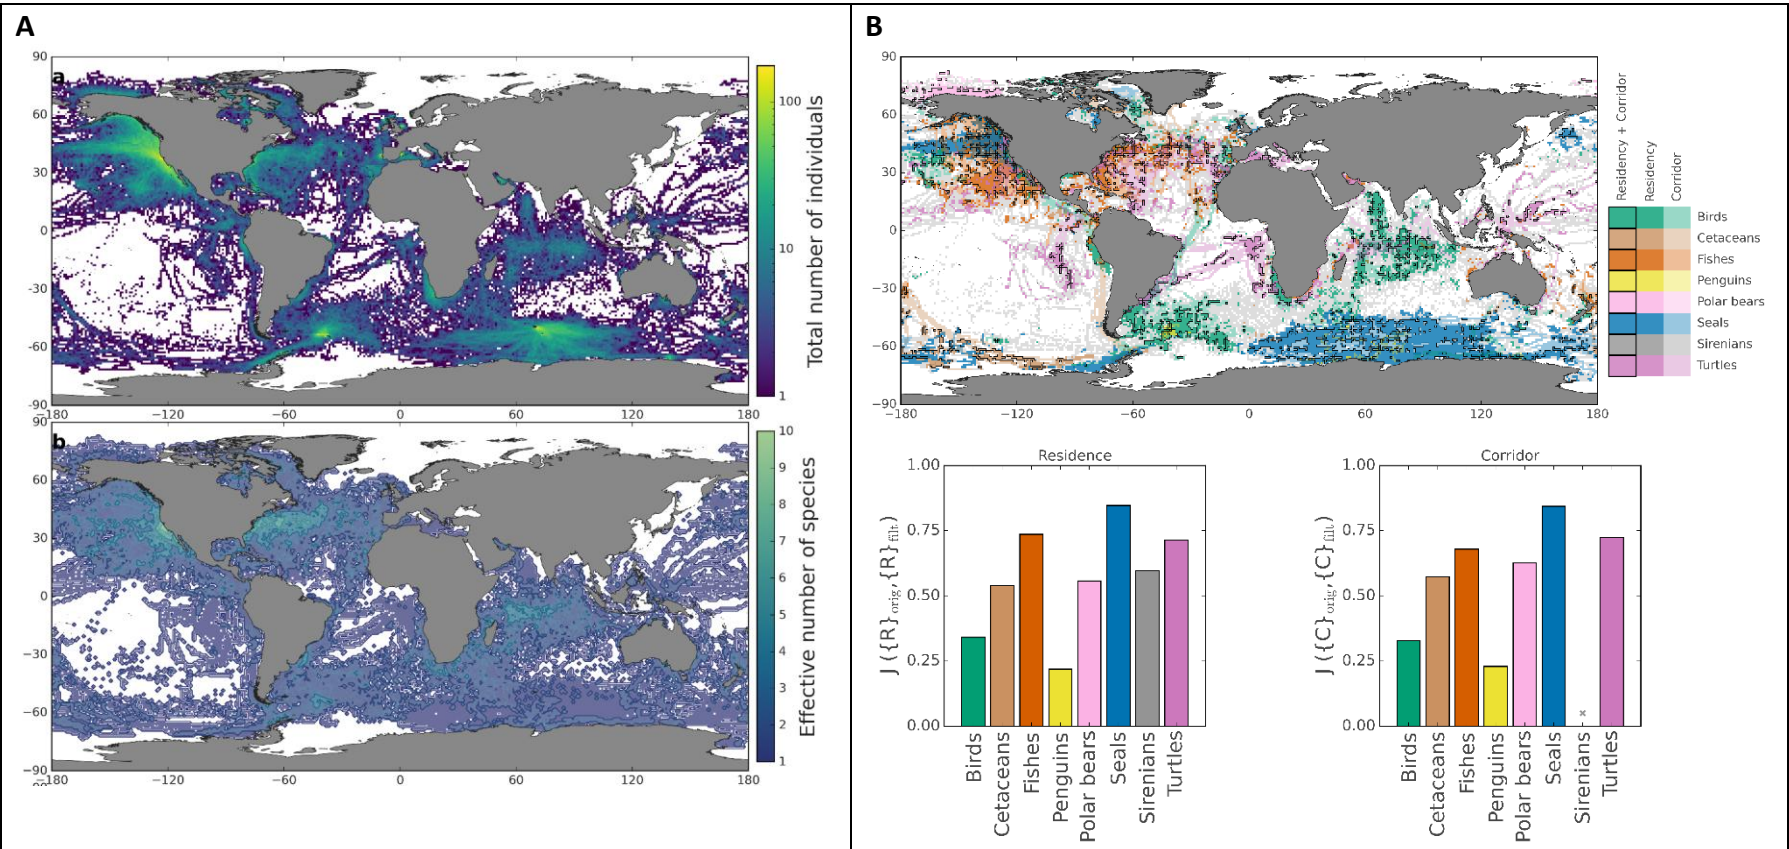 A
a
90
60
30
0
−30
−60
−90
−180
−120
−60
0
60
120
180
100
10
1
Total number of individuals
b
90
60
30
0
−30
−60
−90
−180
−120
−60
0
60
120
180
10
9
8
7
6
5
4
3
2
1
Effective number of species
B
90
60
30
0
−30
−60
−90
−180
−120
−60
0
60
120
180
Residency + Corridor
Residency
Corridor
Birds
Cetaceans
Fishes
Penguins
Polar bears
Seals
Sirenians
Turtles
Residence
1.00
0.75
0.50
0.25
0.00
J ({R}orig,{R}filt)
Birds
Cetaceans
Fishes
Penguins
Polar bears
Seals
Sirenians
Turtles
Corridor
1.00
0.75
0.50
0.25
0.00
J ({C}orig,{C}filt)
×
Birds
Cetaceans
Fishes
Penguins
Polar bears
Seals
Sirenians
Turtles